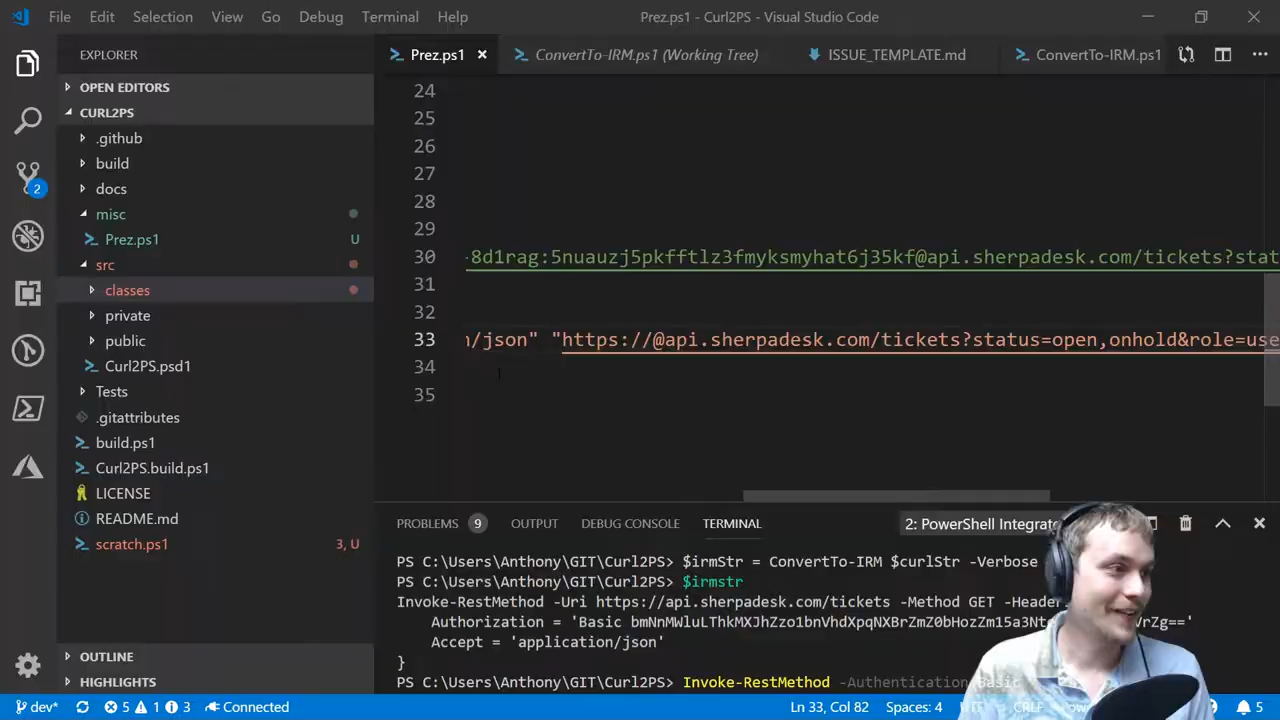 File Edit Selection View Go Debug Terminal Help Prez.ps1 - Curl2PS - Visual Studio Code
EXPLORER
OPEN EDITORS
CURL2PS
.github
build
docs
misc
Prez.ps1 U
src
classes
private
public
Curl2PS.psd1
Tests
.gitattributes
build.ps1
Curl2PS.build.ps1
LICENSE
README.md
scratch.ps1 3, U
OUTLINE
HIGHLIGHTS
2
Prez.ps1 ConvertTo-IRM.ps1 (Working Tree) ISSUE_TEMPLATE.md ConvertTo-IRM.ps1
24
25
26
27
28
29
30 -8d1rag:5nuauzj5pkfftlz3fmyksmyhat6j35kf@api.sherpadesk.com/tickets?stat
31
32
33 n/json" "https://@api.sherpadesk.com/tickets?status=open,onhold&role=use
34
35
PROBLEMS 9 OUTPUT DEBUG CONSOLE TERMINAL 2: PowerShell Integrate
PS C:\Users\Anthony\GIT\Curl2PS> $irmStr = ConvertTo-IRM $curlStr -Verbose
PS C:\Users\Anthony\GIT\Curl2PS> $irmstr
Invoke-RestMethod -Uri https://api.sherpadesk.com/tickets -Method GET -Header
Authorization = 'Basic
Accept = 'application/json'
}
PS C:\Users\Anthony\GIT\Curl2PS> Invoke-RestMethod -Authentication Basic
dev* 5 1 3 Connected Ln 33, Col 82 Spaces: 4 CRLF 5